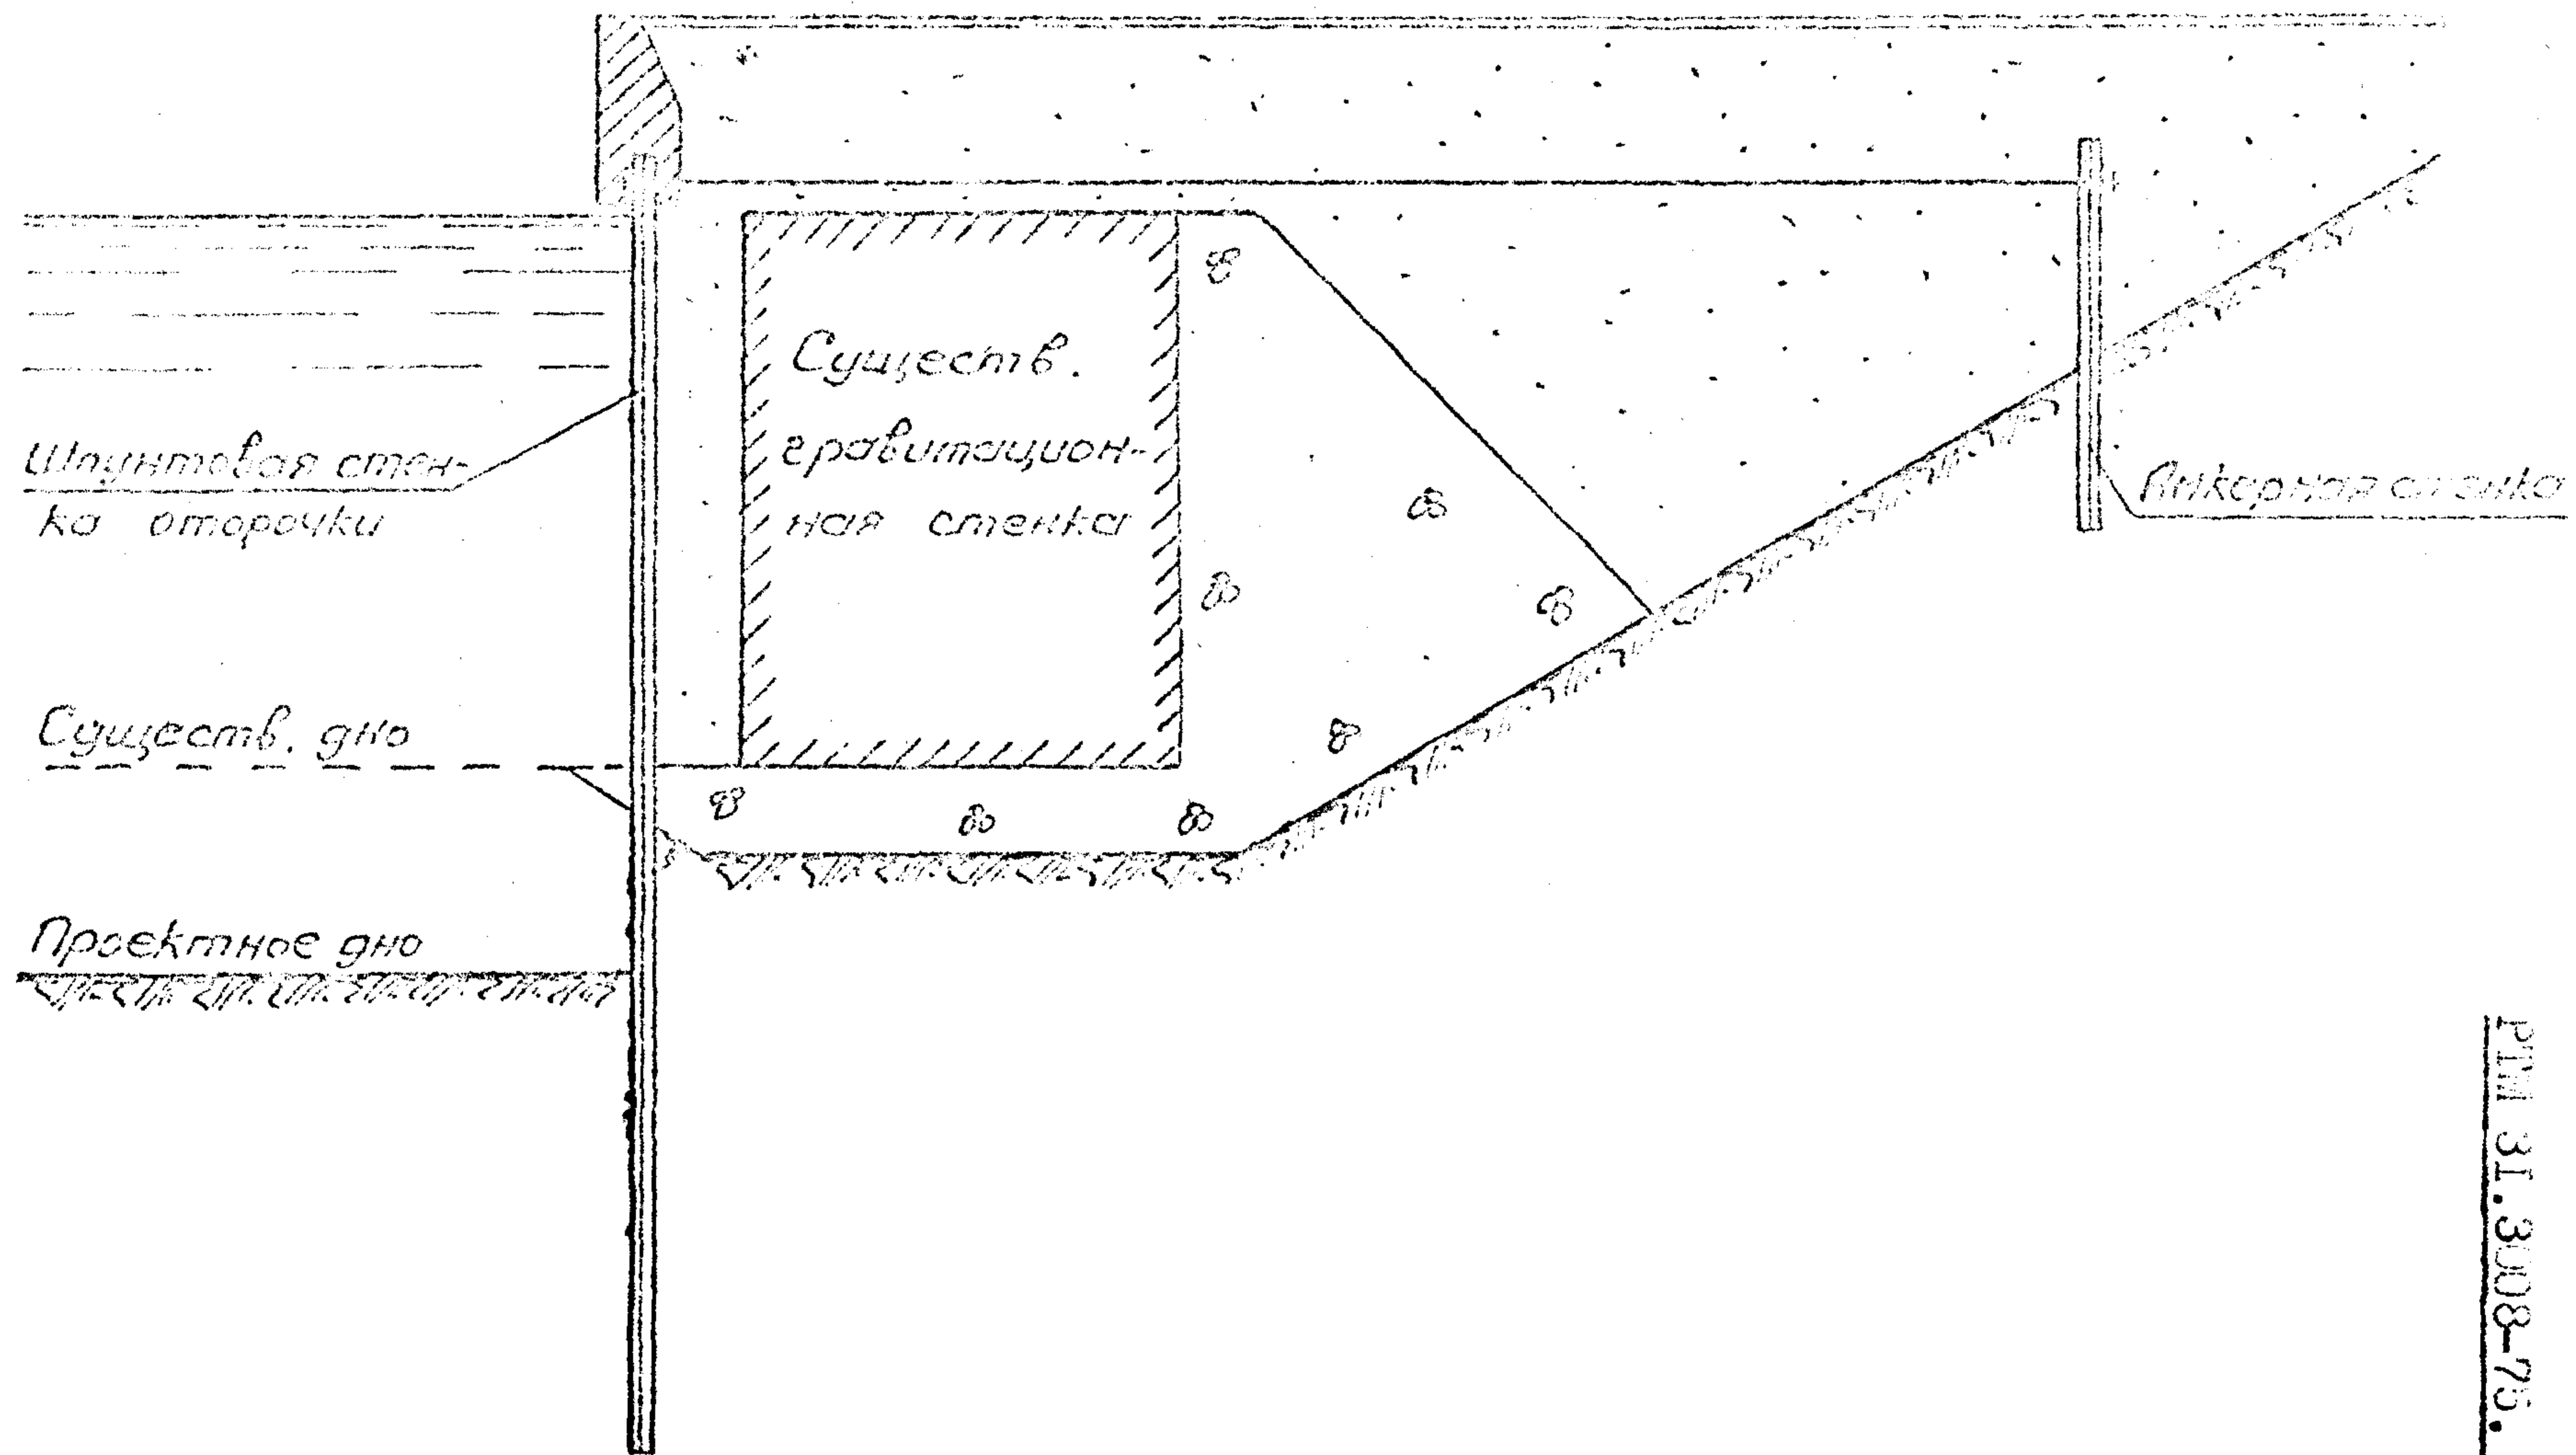 Существ.
гравитацион-
ная стенка
Шпунтовая стен-
ка оторочки
Анкерная стенка
Существ. дно
Проектное дно
РТМ 31.3008-75.